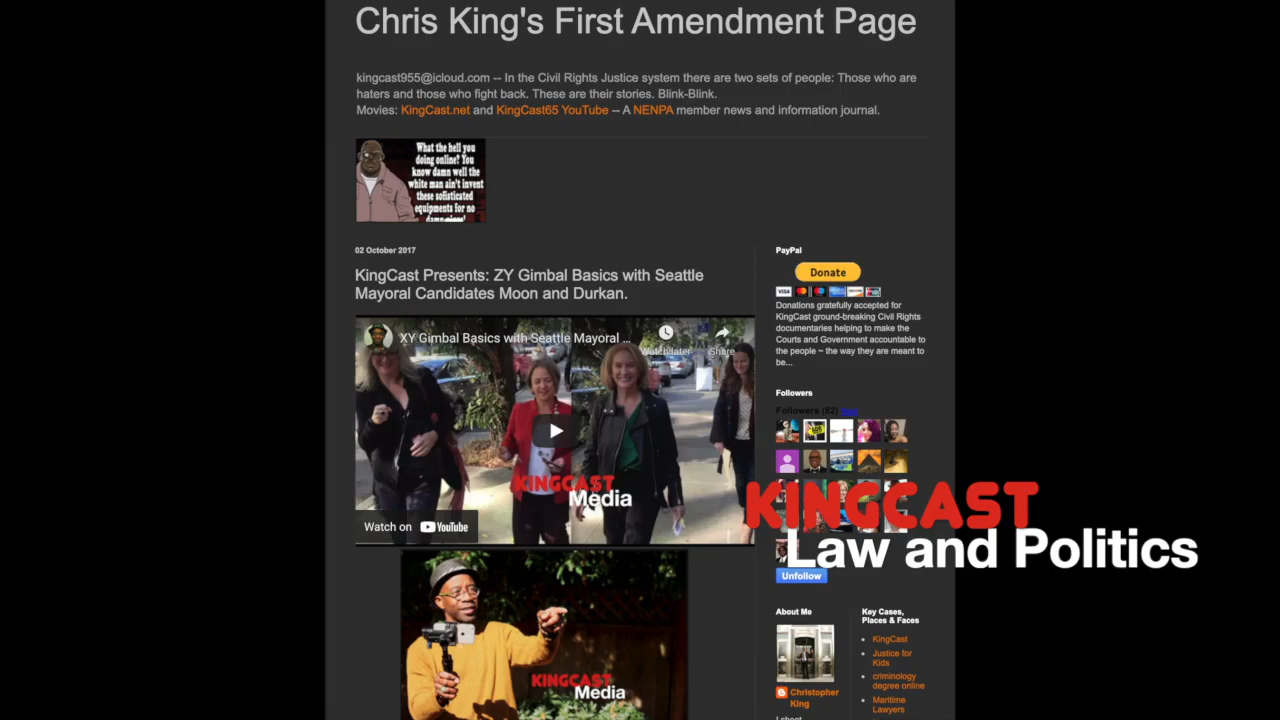 Chris King's First Amendment Page
kingcast955@icloud.com -- In the Civil Rights Justice system there are two sets of people: Those who are
haters and those who fight back. These are their stories. Blink-Blink.
Movies: KingCast.net and KingCast65 YouTube -- A NENPA member news and information journal.
What the hell you
doing online? You
know damn well the
white man ain't invent
these sofisticated
equipments for no
02 October 2017
KingCast Presents: ZY Gimbal Basics with Seattle
Mayoral Candidates Moon and Durkan.
XY Gimbal Basics with Seattle Mayoral ...
Watch later
Share
KINGCAST
Media
Watch on YouTube
KINGCAST
Media
PayPal
Donate
VISA
Donations gratefully accepted for
KingCast ground-breaking Civil Rights
documentaries helping to make the
Courts and Government accountable to
the people ~ the way they are meant to
be...
Followers
Followers (82)
KINGCAST
Law and Politics
Unfollow
About Me
Christopher
King
Key Cases,
Places & Faces
KingCast
Justice for
Kids
criminology
degree online
Maritime
Lawyers